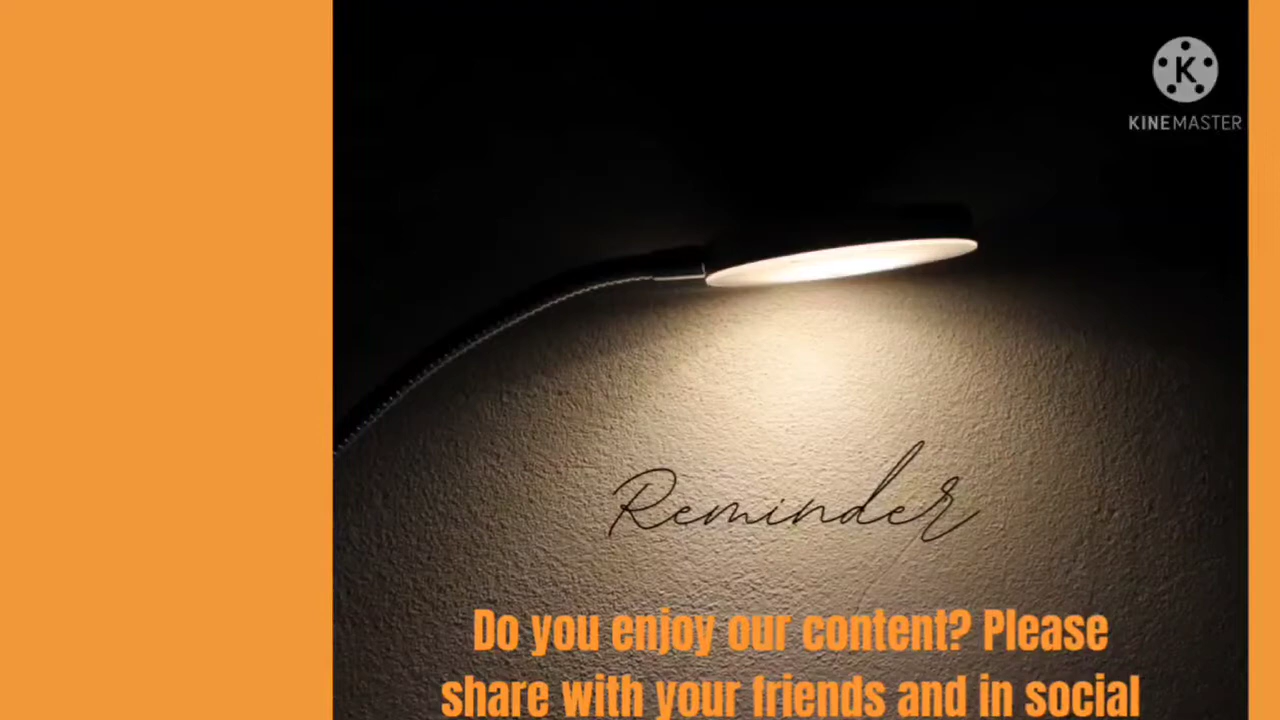 K
KINEMASTER
Reminder
Do you enjoy our content? Please
share with your friends and in social